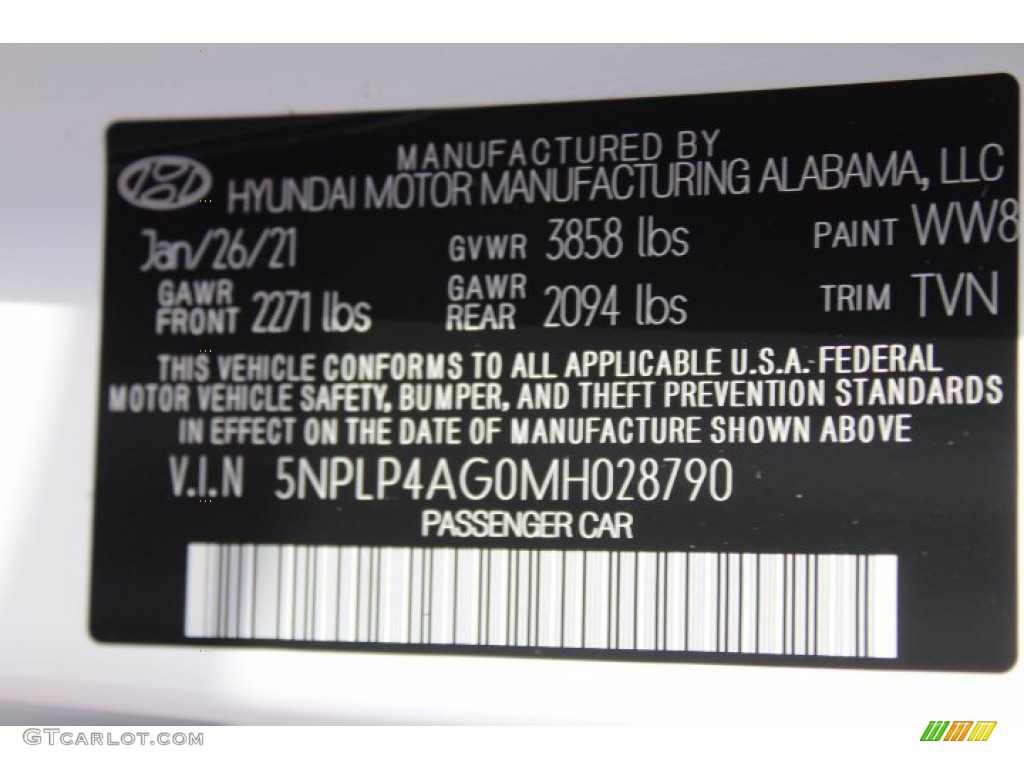 MANUFACTURED BY
HYUNDAI MOTOR MANUFACTURING ALABAMA, LLC
Jan/26/21 GVWR 3858 lbs PAINT WW8
GAWR FRONT 2271 lbs GAWR REAR 2094 lbs TRIM TVN
THIS VEHICLE CONFORMS TO ALL APPLICABLE U.S.A. FEDERAL
MOTOR VEHICLE SAFETY, BUMPER, AND THEFT PREVENTION STANDARDS
IN EFFECT ON THE DATE OF MANUFACTURE SHOWN ABOVE
V.I.N 5NPLP4AG0MH028790
PASSENGER CAR
GTCARLOT.COM